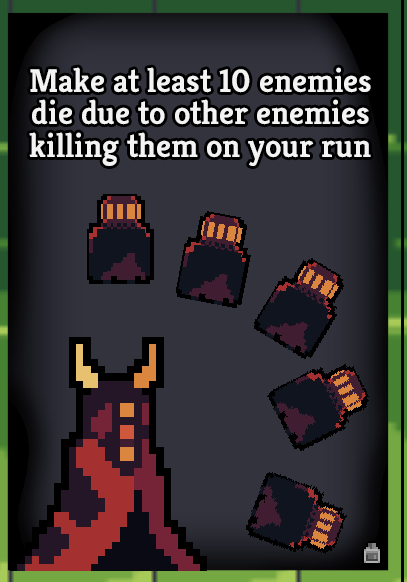 Make at least 10 enemies
die due to other enemies
killing them on your run